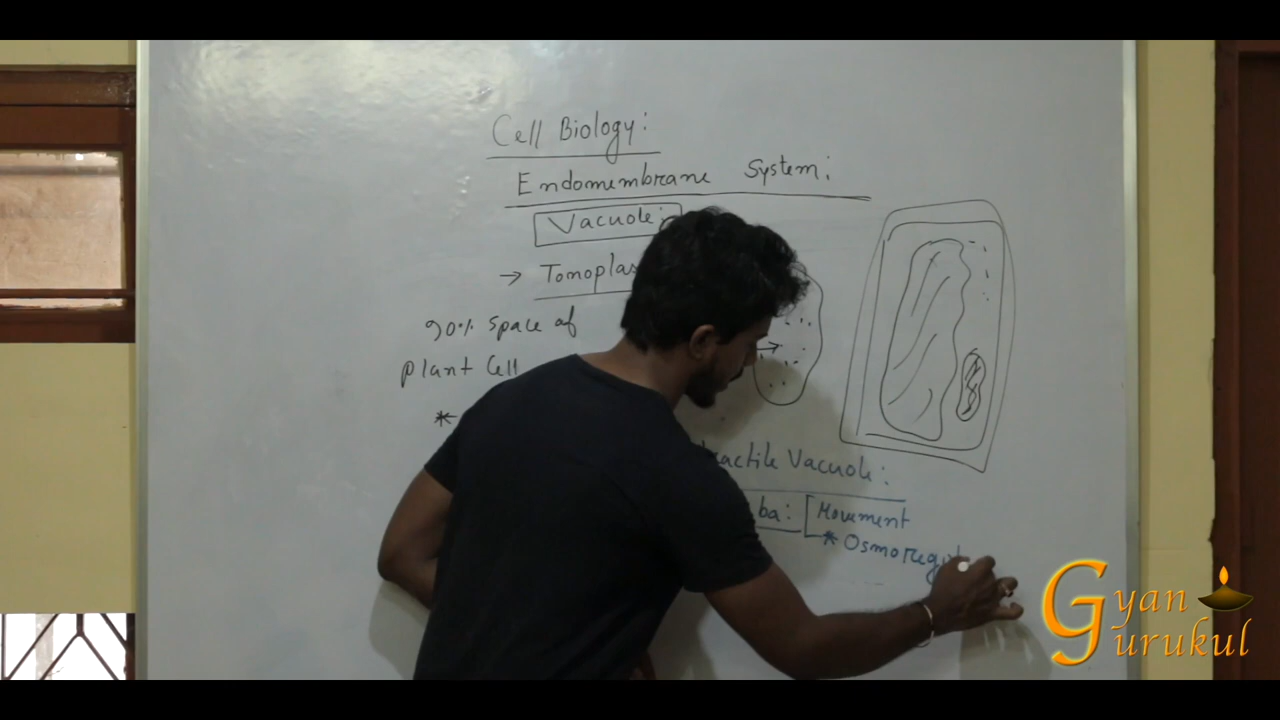 Cell Biology:
Endomembrane System:
Vacuole:
→ Tonoplas
90% Space of
plant Cell
*
ractile Vacuole:
ba: Movement
* Osmoregul
Gyan
Gurukul